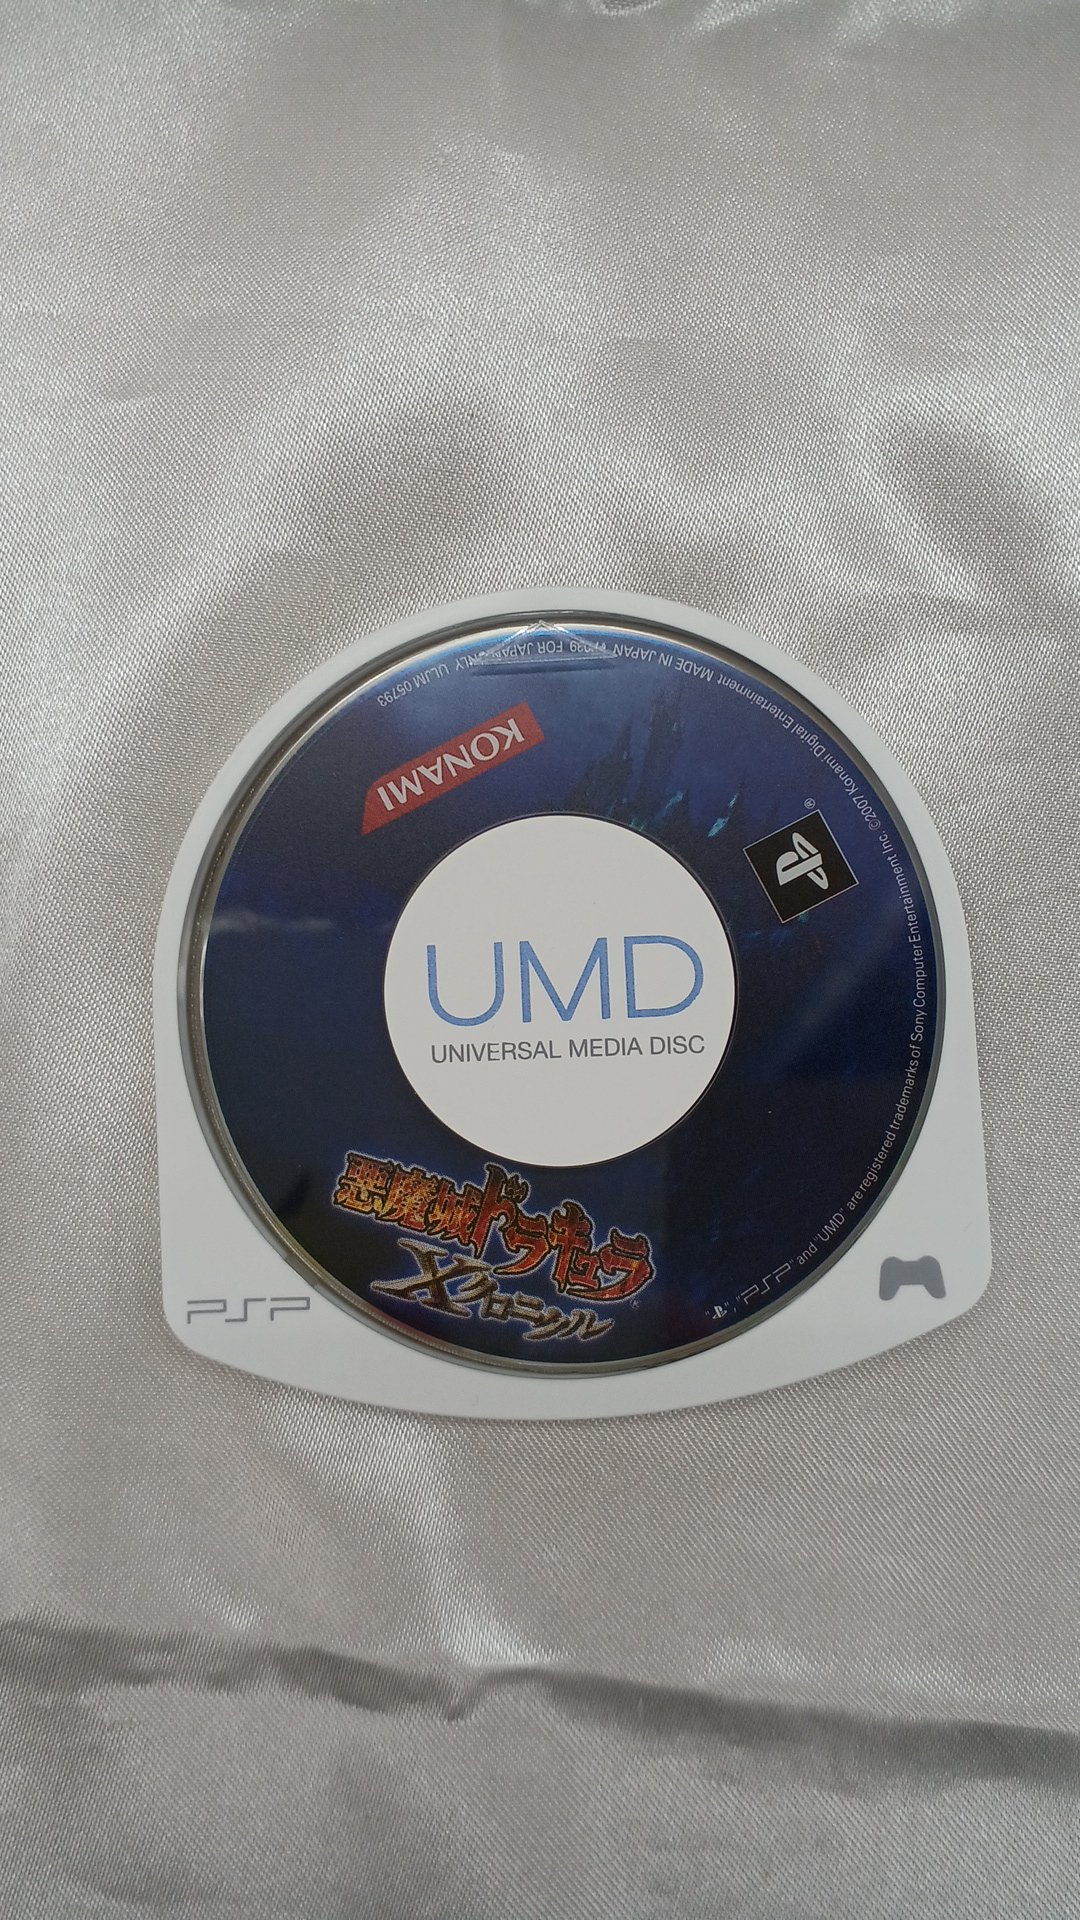 MADE IN JAPAN
FOR JAPAN ONLY ULJM 05793
KONAMI
UMD
UNIVERSAL MEDIA DISC
悪魔城ドラキュラ
Xクロニクル
PSP
"PS", "PSP" and "UMD" are registered trademarks of Sony Computer Entertainment Inc. ©2007 Konami Digital Entertainment